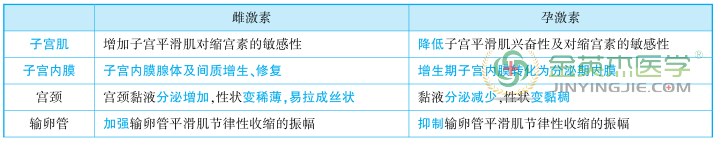 雌激素 孕激素
子宫肌 增加子宫平滑肌对缩宫素的敏感性 降低子宫平滑肌兴奋性及对缩宫素的敏感性
子宫内膜 子宫内膜腺体及间质增生、修复 增生期子宫内膜转化为分泌期内膜
宫颈 宫颈黏液分泌增加,性状变稀薄,易拉成丝状 黏液分泌减少,性状变黏稠
输卵管 加强输卵管平滑肌节律性收缩的振幅 抑制输卵管平滑肌节律性收缩的振幅
金英杰医学®
JINYINGJIE.COM